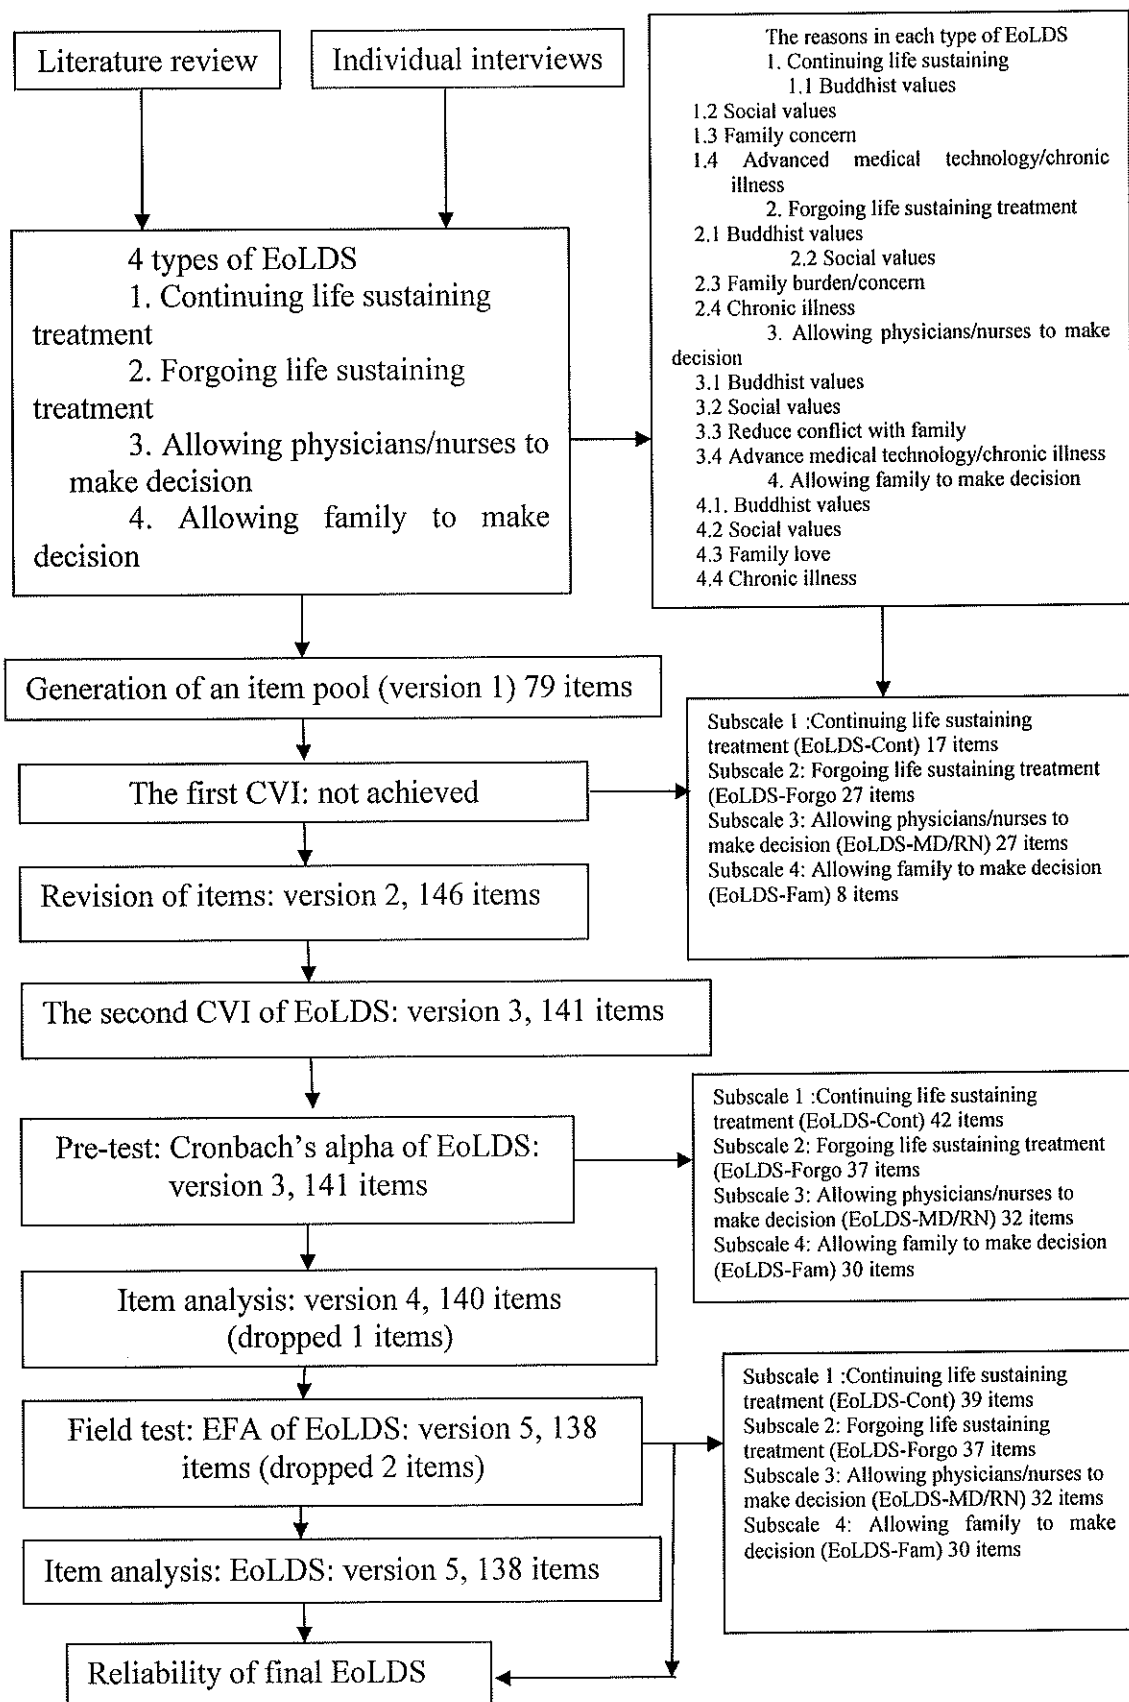 Literature review
Individual interviews
The reasons in each type of EoLDS
1. Continuing life sustaining
1.1 Buddhist values
1.2 Social values
1.3 Family concern
1.4 Advanced medical technology/chronic
illness
2. Forgoing life sustaining treatment
2.1 Buddhist values
2.2 Social values
2.3 Family burden/concern
2.4 Chronic illness
3. Allowing physicians/nurses to make
decision
3.1 Buddhist values
3.2 Social values
3.3 Reduce conflict with family
3.4 Advance medical technology/chronic illness
4. Allowing family to make decision
4.1. Buddhist values
4.2 Social values
4.3 Family love
4.4 Chronic illness
4 types of EoLDS
1. Continuing life sustaining
treatment
2. Forgoing life sustaining
treatment
3. Allowing physicians/nurses to
make decision
4. Allowing family to make
decision
Generation of an item pool (version 1) 79 items
The first CVI: not achieved
Subscale 1 :Continuing life sustaining
treatment (EoLDS-Cont) 17 items
Subscale 2: Forgoing life sustaining treatment
(EoLDS-Forgo 27 items
Subscale 3: Allowing physicians/nurses to
make decision (EoLDS-MD/RN) 27 items
Subscale 4: Allowing family to make decision
(EoLDS-Fam) 8 items
Revision of items: version 2, 146 items
The second CVI of EoLDS: version 3, 141 items
Pre-test: Cronbach's alpha of EoLDS:
version 3, 141 items
Subscale 1 :Continuing life sustaining
treatment (EoLDS-Cont) 42 items
Subscale 2: Forgoing life sustaining treatment
(EoLDS-Forgo 37 items
Subscale 3: Allowing physicians/nurses to
make decision (EoLDS-MD/RN) 32 items
Subscale 4: Allowing family to make decision
(EoLDS-Fam) 30 items
Item analysis: version 4, 140 items
(dropped 1 items)
Field test: EFA of EoLDS: version 5, 138
items (dropped 2 items)
Subscale 1 :Continuing life sustaining
treatment (EoLDS-Cont) 39 items
Subscale 2: Forgoing life sustaining
treatment (EoLDS-Forgo 37 items
Subscale 3: Allowing physicians/nurses to
make decision (EoLDS-MD/RN) 32 items
Subscale 4: Allowing family to make
decision (EoLDS-Fam) 30 items
Item analysis: EoLDS: version 5, 138 items
Reliability of final EoLDS